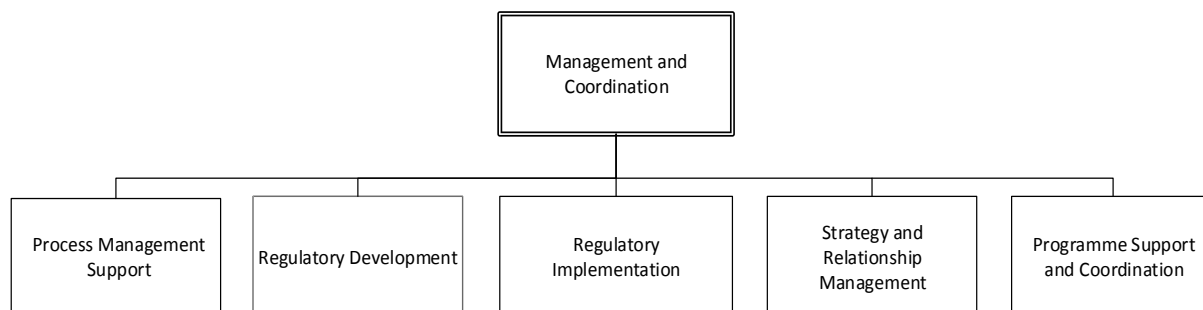 Management and
Coordination
Process Management
Support
Regulatory Development
Regulatory
Implementation
Strategy and
Relationship
Management
Programme Support
and Coordination